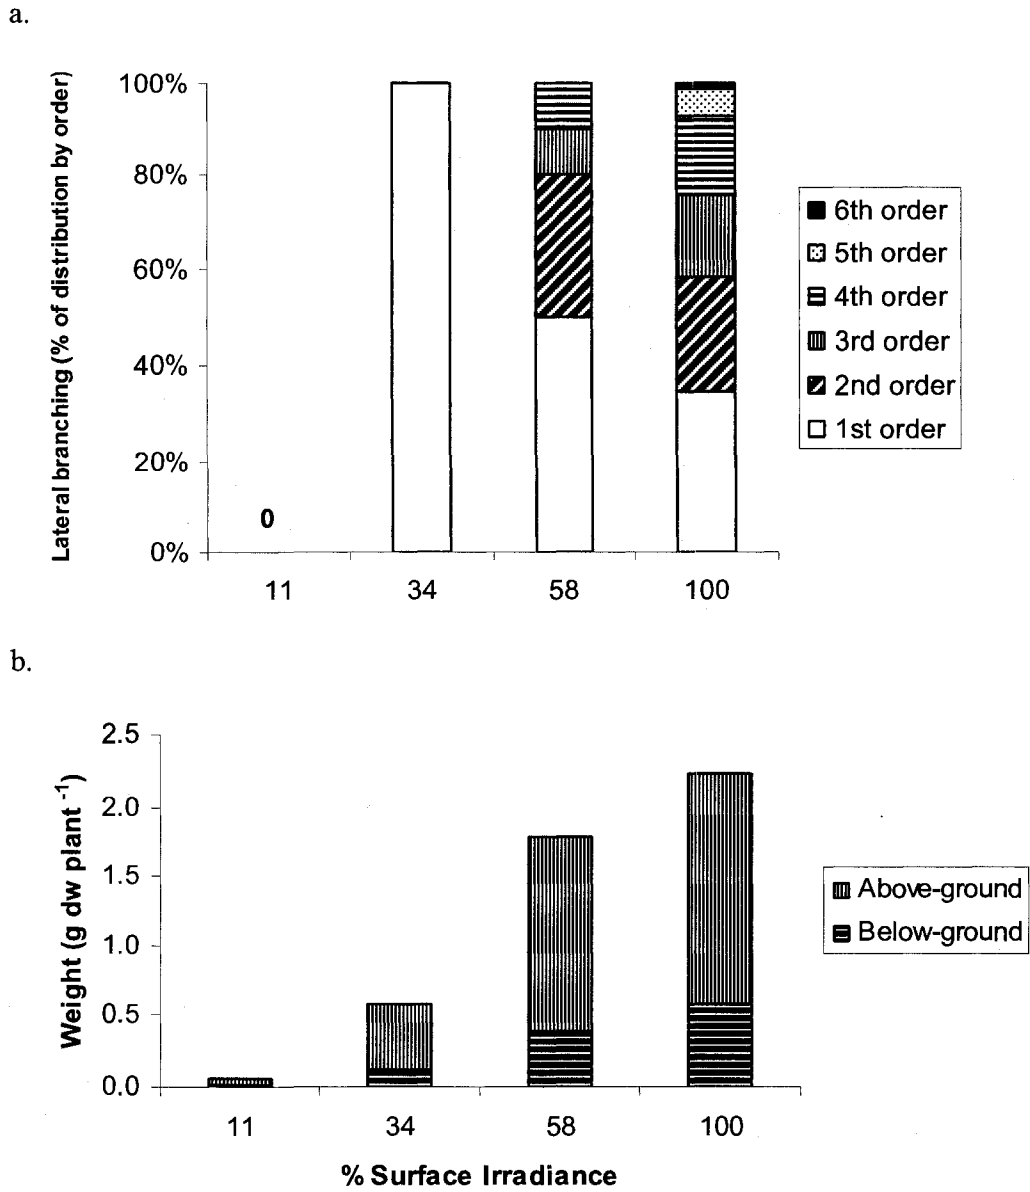 a.
Lateral branching (% of distribution by order)
100%
80%
60%
40%
20%
0%
0
11 34 58 100
6th order
5th order
4th order
3rd order
2nd order
1st order
b.
Weight (g dw plant -1)
2.5
2.0
1.5
1.0
0.5
0.0
11 34 58 100
Above-ground
Below-ground
% Surface Irradiance